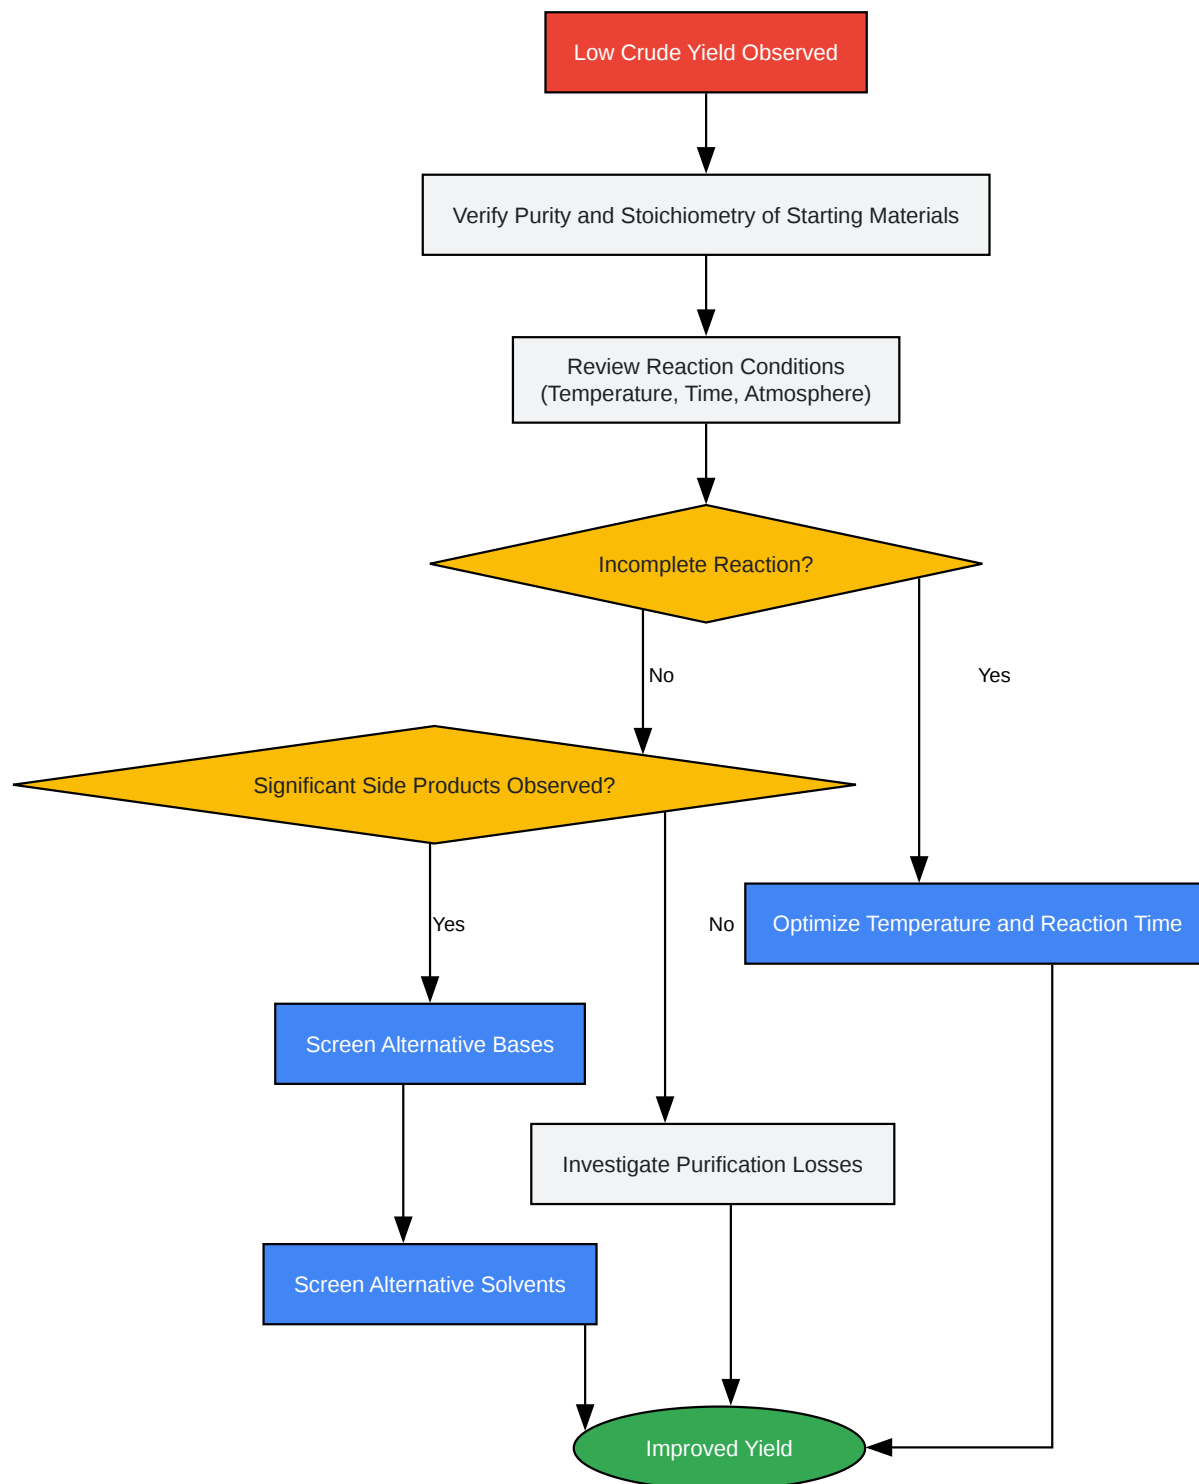 Low Crude Yield Observed
Verify Purity and Stoichiometry of Starting Materials
Review Reaction Conditions
(Temperature, Time, Atmosphere)
Incomplete Reaction?
No
Yes
Significant Side Products Observed?
Yes
No
Optimize Temperature and Reaction Time
Screen Alternative Bases
Investigate Purification Losses
Screen Alternative Solvents
Improved Yield